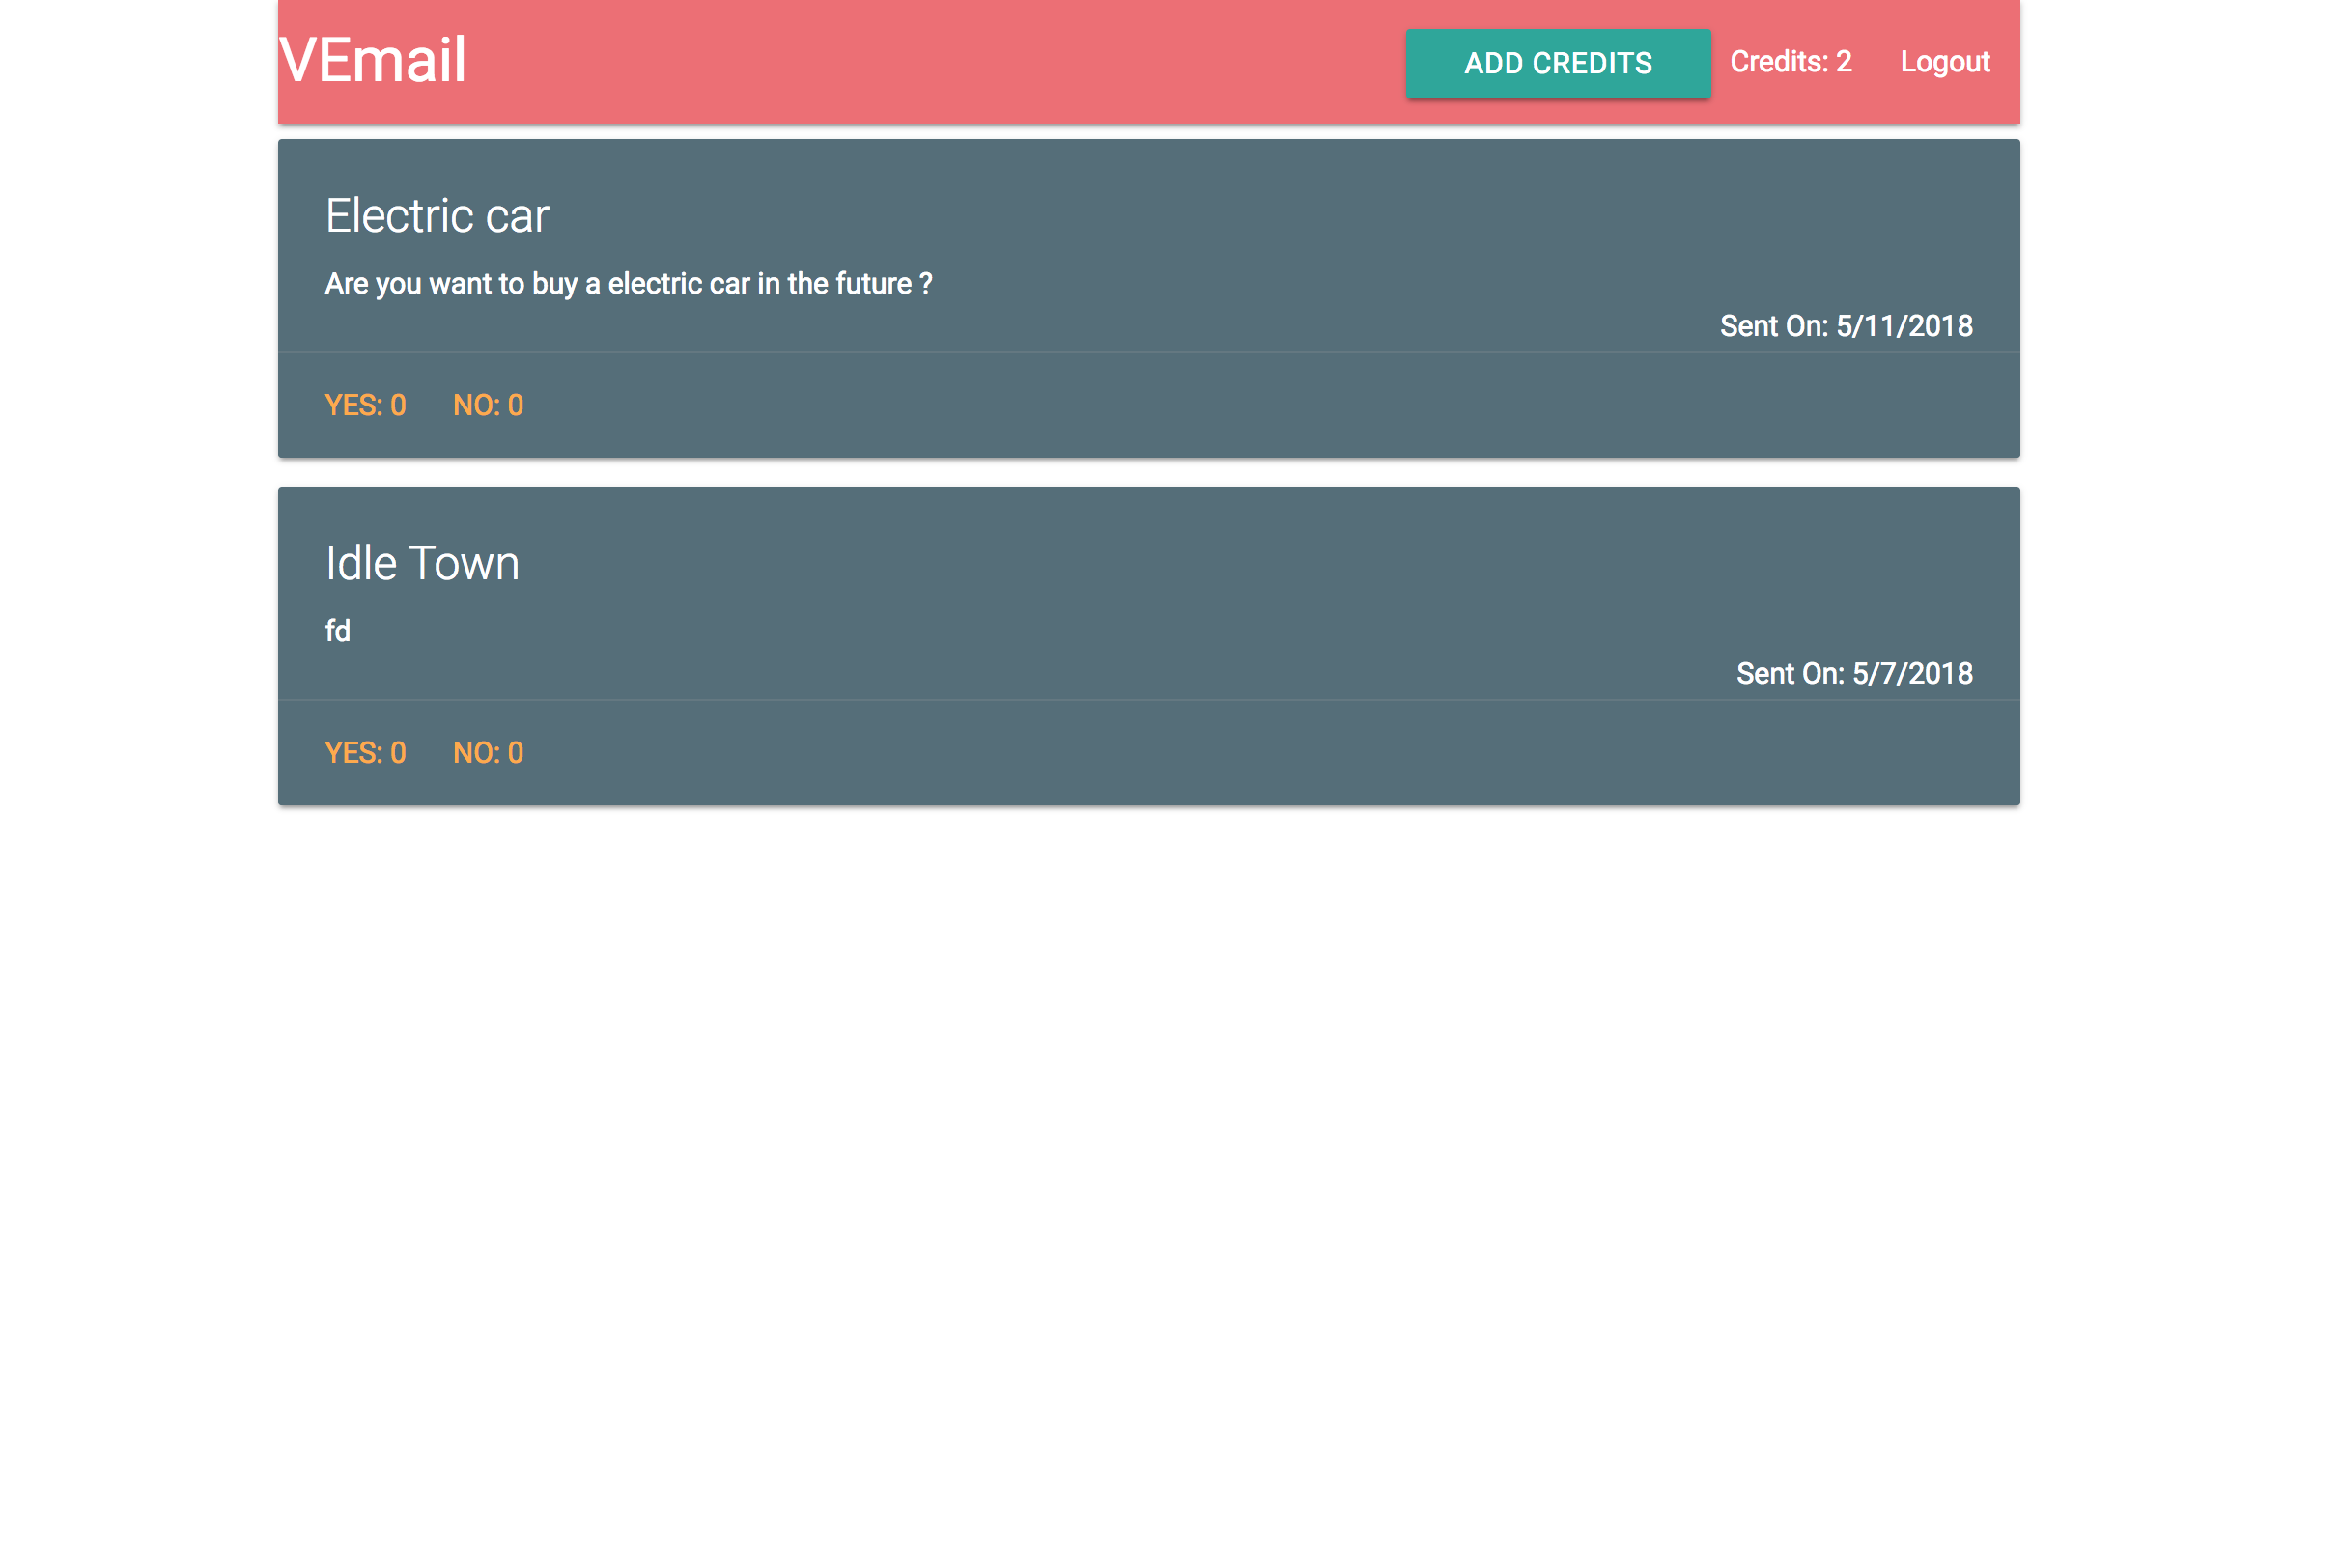 VEmail
ADD CREDITS Credits: 2 Logout
Electric car
Are you want to buy a electric car in the future ?
Sent On: 5/11/2018
YES: 0 NO: 0
Idle Town
fd
Sent On: 5/7/2018
YES: 0 NO: 0